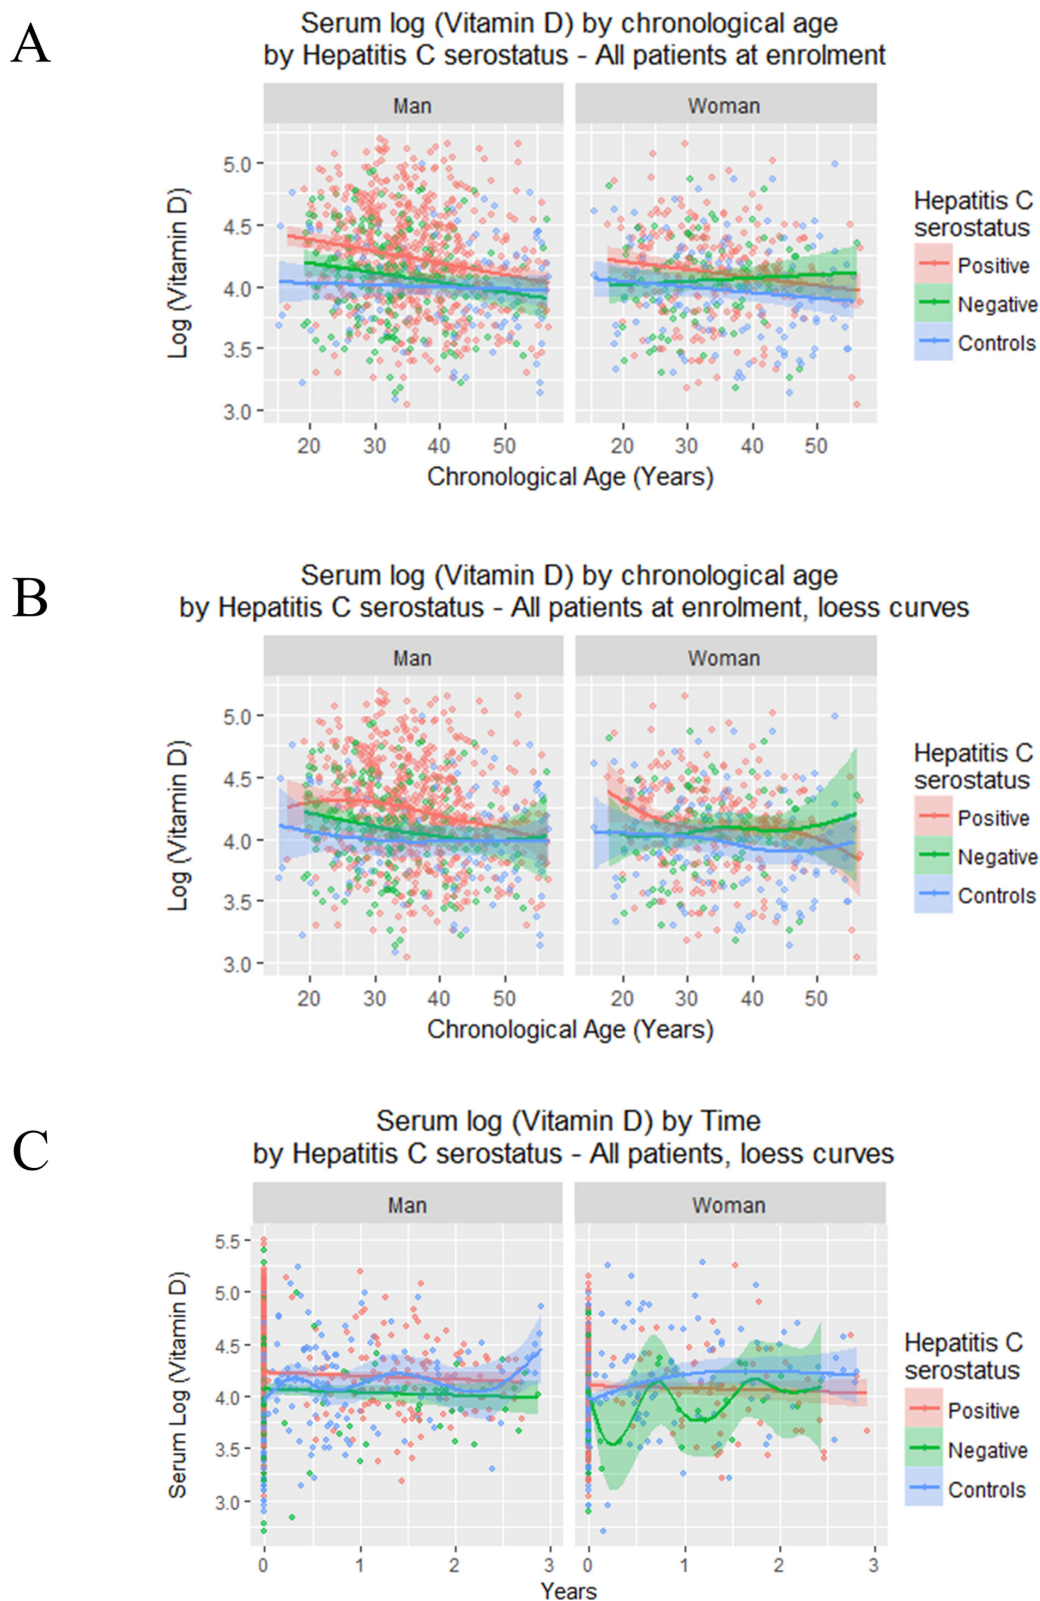 A
Serum log (Vitamin D) by chronological age
by Hepatitis C serostatus - All patients at enrolment
Man
Woman
Log (Vitamin D)
5.0
4.5
4.0
3.5
3.0
20 30 40 50
20 30 40 50
Chronological Age (Years)
Hepatitis C
serostatus
Positive
Negative
Controls
B
Serum log (Vitamin D) by chronological age
by Hepatitis C serostatus - All patients at enrolment, loess curves
Man
Woman
Log (Vitamin D)
5.0
4.5
4.0
3.5
3.0
20 30 40 50
20 30 40 50
Chronological Age (Years)
Hepatitis C
serostatus
Positive
Negative
Controls
C
Serum log (Vitamin D) by Time
by Hepatitis C serostatus - All patients, loess curves
Man
Woman
Serum Log (Vitamin D)
5.5
5.0
4.5
4.0
3.5
3.0
0 1 2 3
0 1 2 3
Years
Hepatitis C
serostatus
Positive
Negative
Controls